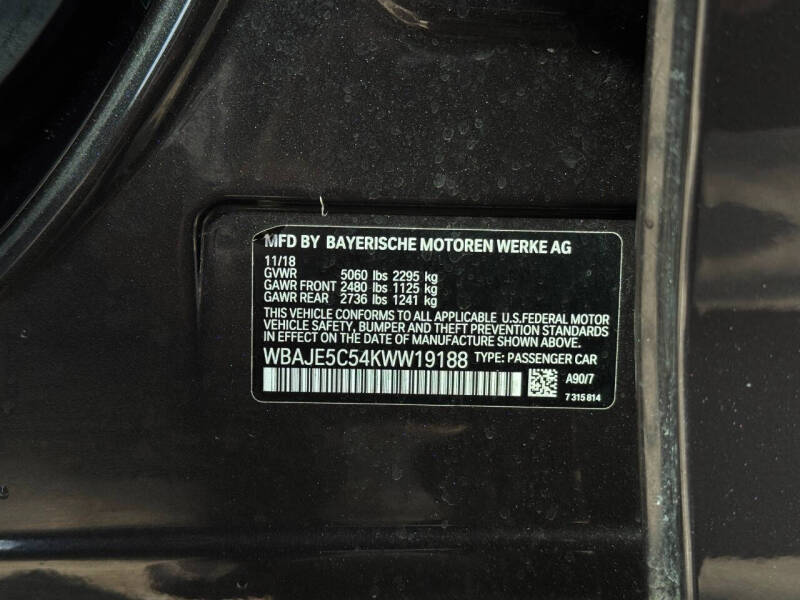 MFD BY BAYERISCHE MOTOREN WERKE AG
11/18
GVWR 5060 lbs 2295 kg
GAWR FRONT 2480 lbs 1125 kg
GAWR REAR 2736 lbs 1241 kg
THIS VEHICLE CONFORMS TO ALL APPLICABLE U.S.FEDERAL MOTOR
VEHICLE SAFETY, BUMPER AND THEFT PREVENTION STANDARDS
IN EFFECT ON THE DATE OF MANUFACTURE SHOWN ABOVE.
WBAJE5C54KWW19188 TYPE: PASSENGER CAR
A90/7
7 315 814